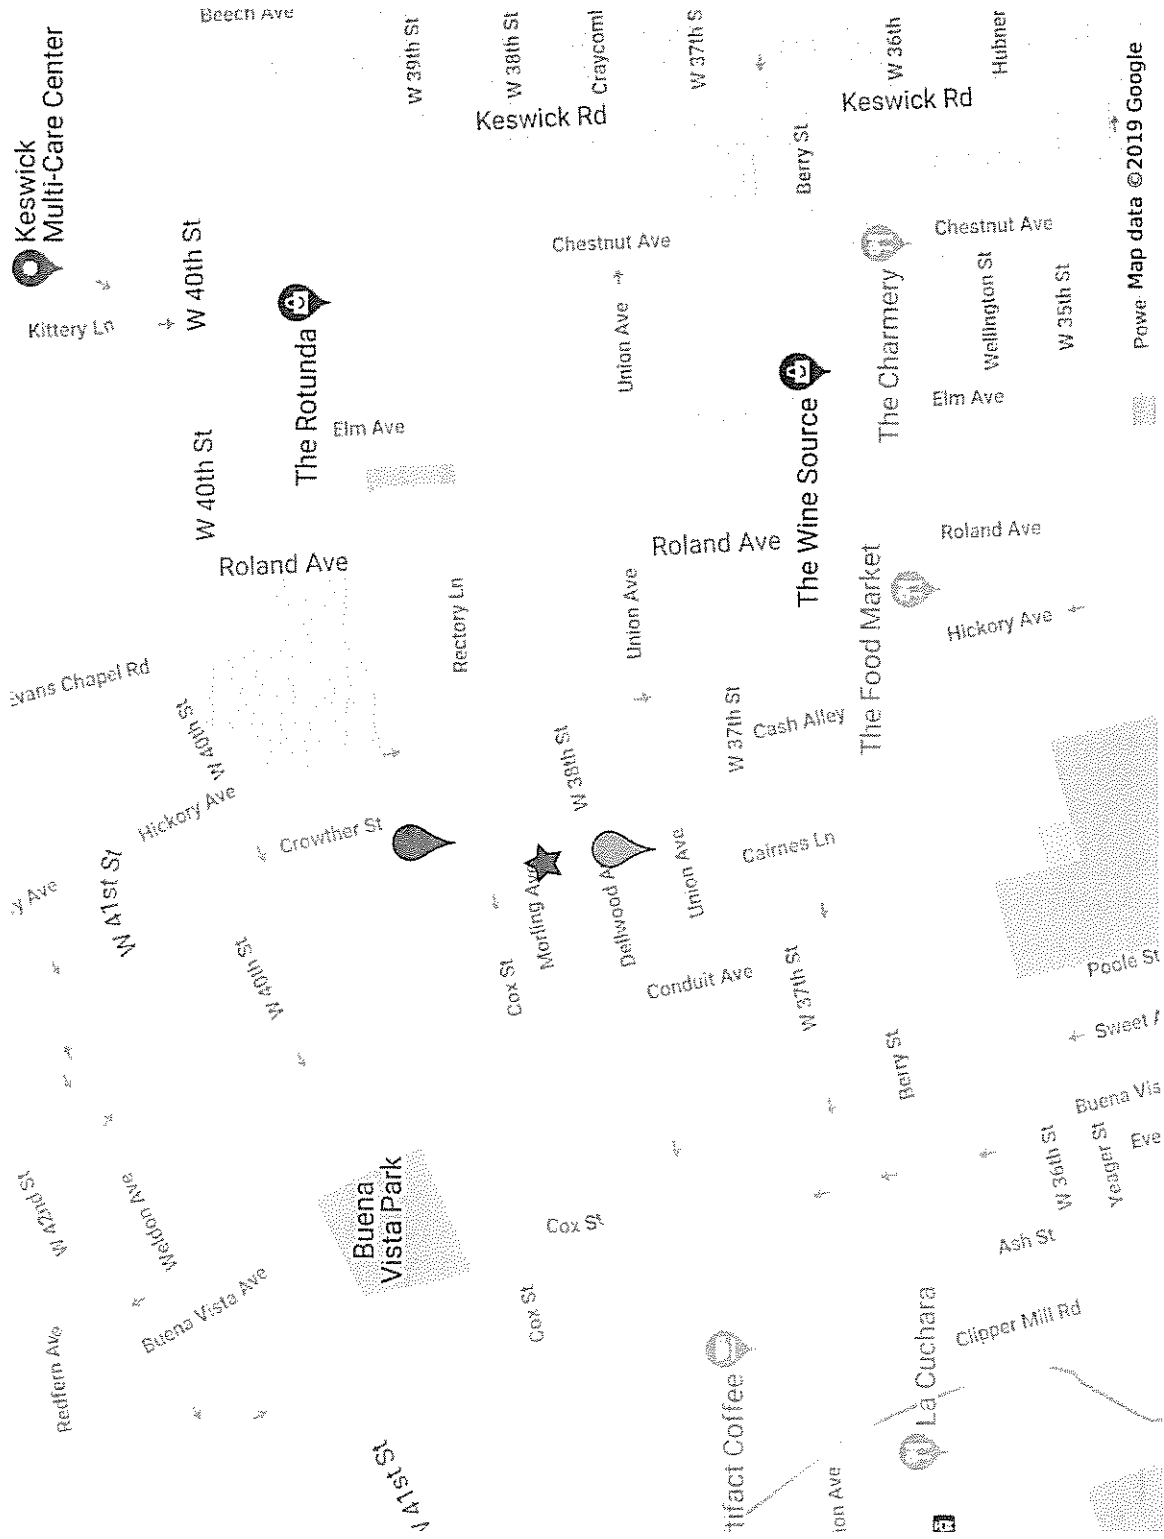 Beech Ave
Keswick
Multi-Care Center
W 39th St
W 38th St
W 36th
Hubner
Keswick Rd
Keswick Rd
Berry St
Kittery Ln
W 40th St
Chestnut Ave
Chestnut Ave
The Rotunda
Union Ave
The Charmery
Wellington St
W 35th St
Map data ©2019 Google
W 40th St
Elm Ave
Elm Ave
The Wine Source
Roland Ave
Roland Ave
Roland Ave
Rectory Ln
Union Ave
The Food Market
Hickory Ave
Evans Chapel Rd
W 40th St
W 38th St
W 37th St
Cash Alley
Hickory Ave
Crowther St
W 41st St
Morling Ave
Dellwood A
Union Ave
Cairnes Ln
W 40th St
Cox St
Conduit Ave
W 37th St
Poole St
Berry St
Sweet A
Buena Vis
W 42nd St
Weldon Ave
Buena
Vista Park
Cox St
W 36th St
Yeager St
Eve
Ash St
Redfern Ave
Buena Vista Ave
Cox St
La Cuchara
Clipper Mill Rd
41st St
tifact Coffee
ion Ave